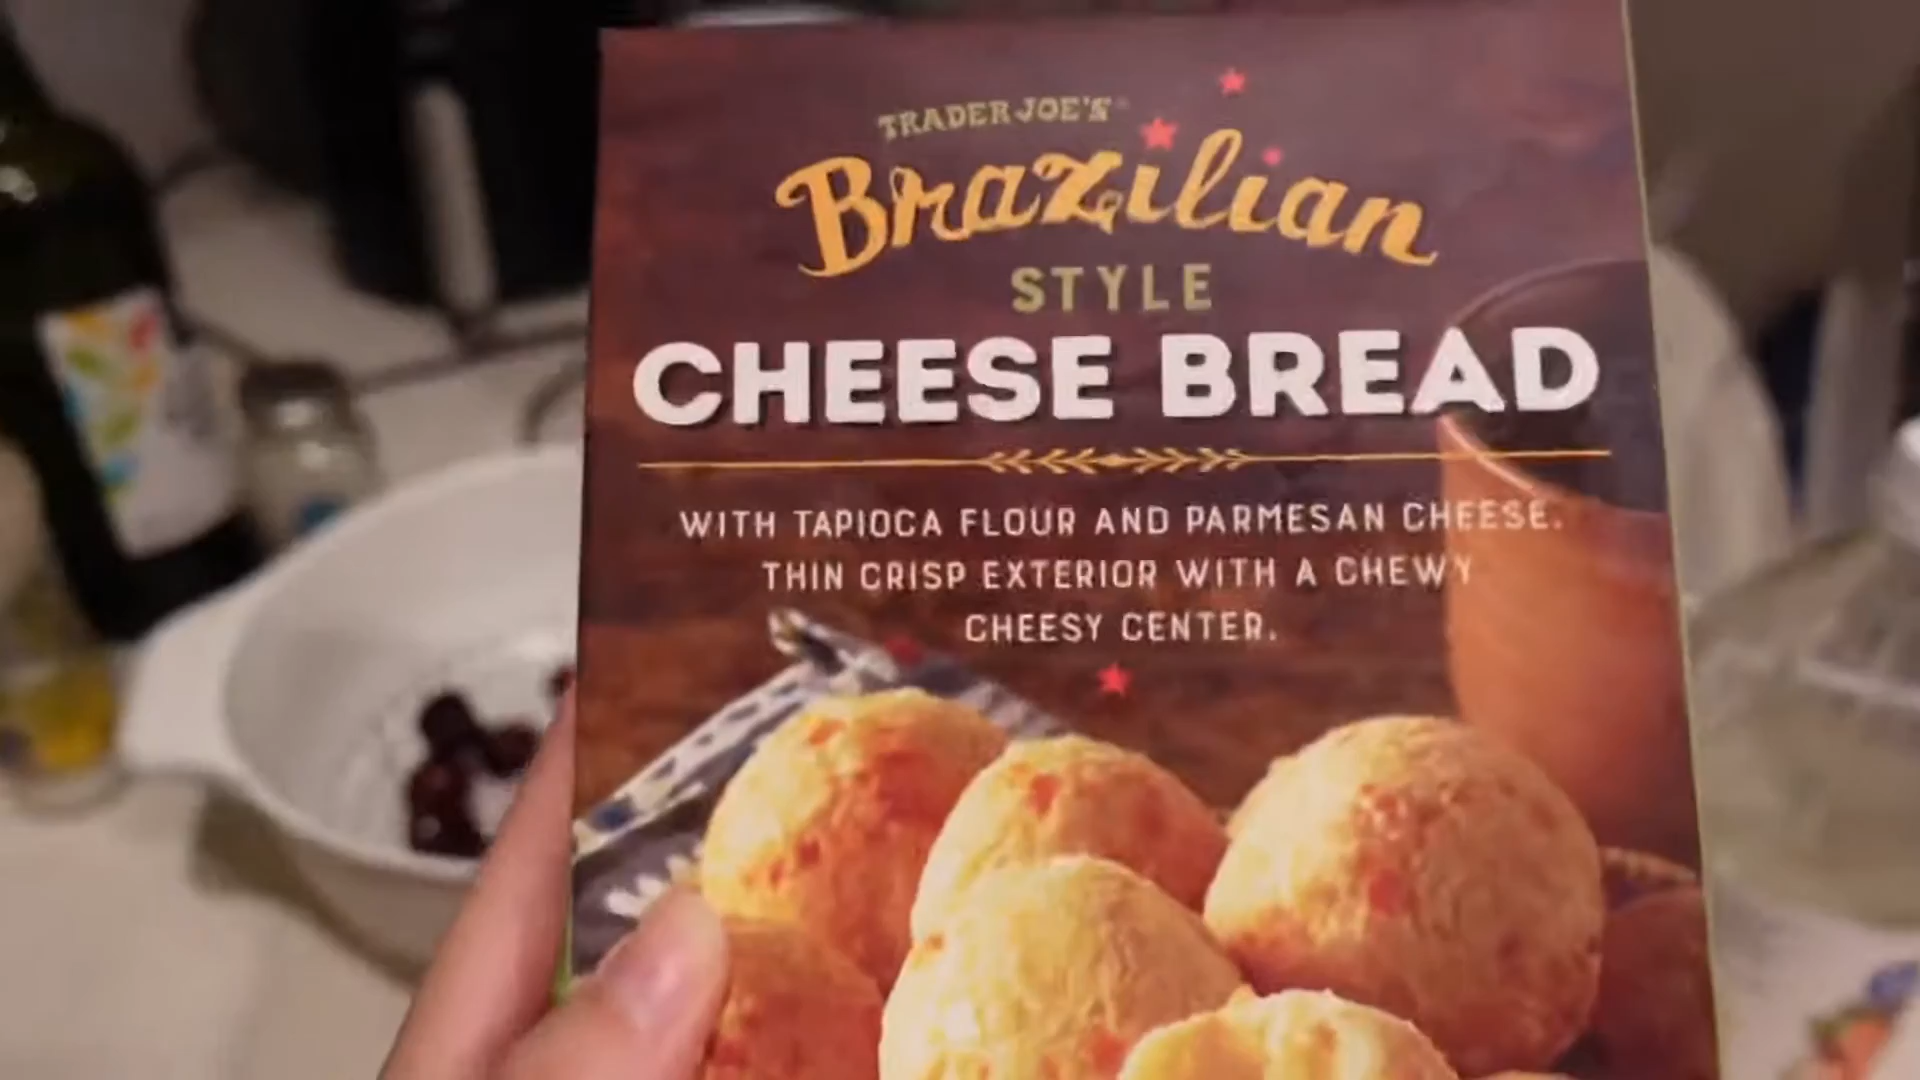 TRADER JOE'S
Brazilian
STYLE
CHEESE BREAD
WITH TAPIOCA FLOUR AND PARMESAN CHEESE.
THIN CRISP EXTERIOR WITH A CHEWY
CHEESY CENTER.